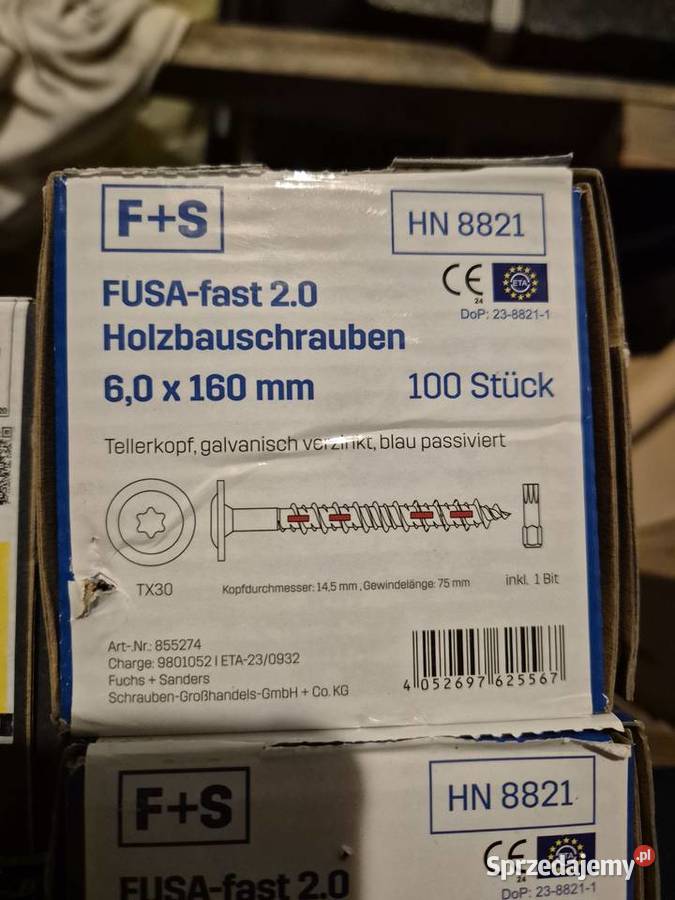 F+S
HN 8821
FUSA-fast 2.0
CE
24
ETA
DoP: 23-8821-1
Holzbauschrauben
6,0 x 160 mm
100 Stück
Tellerkopf, galvanisch verzinkt, blau passiviert
TX30
Kopfdurchmesser: 14,5 mm , Gewindelänge: 75 mm
inkl. 1 Bit
Art-.Nr.: 855274
Charge: 9801052 I ETA-23/0932
Fuchs + Sanders
Schrauben-Großhandels-GmbH + Co. KG
4 052697 625567
F+S
HN 8821
CE
24
FUSA-fast 2.0
DoP: 23-8821-1
Sprzedajemy.pl